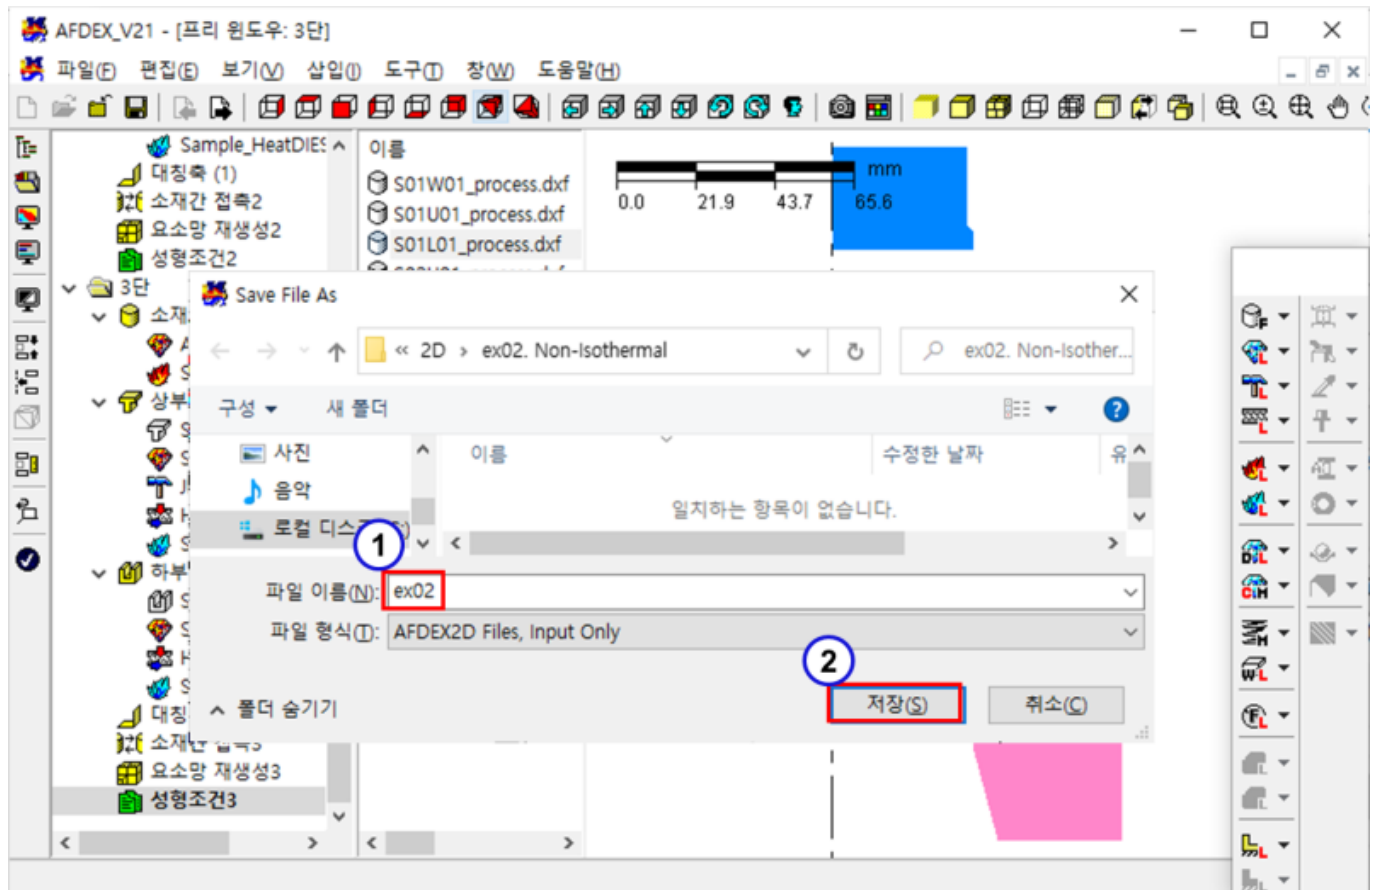 AFDEX_V21 - [프리 윈도우: 3단]
파일(F) 편집(E) 보기(V) 삽입(I) 도구(T) 창(W) 도움말(H)
Sample_HeatDIES
대칭축 (1)
소재간 접촉2
요소망 재생성2
성형조건2
3단
소재
상부
하부
대칭
소재간 접촉3
요소망 재생성3
성형조건3
이름
S01W01_process.dxf
S01U01_process.dxf
S01L01_process.dxf
mm
0.0 21.9 43.7 65.6
Save File As
« 2D › ex02. Non-Isothermal
ex02. Non-Isother...
구성 새 폴더
사진
음악
로컬 디스
이름 수정한 날짜 유
일치하는 항목이 없습니다.
1
파일 이름(N): ex02
파일 형식(T): AFDEX2D Files, Input Only
2
폴더 숨기기
저장(S) 취소(C)